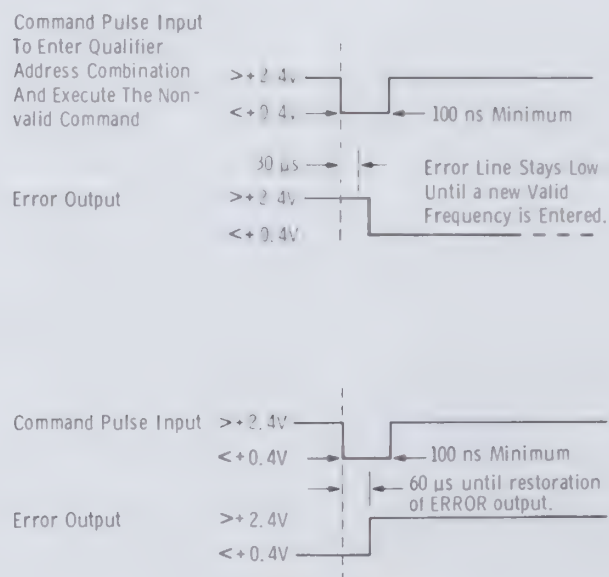 Command Pulse Input
To Enter Qualifier
Address Combination
And Execute The Non-
valid Command
>+2.4v
<+0.4v
100 ns Minimum
30 μs
Error Line Stays Low
Until a new Valid
Frequency is Entered.
Error Output
>+2.4V
<+0.4V
Command Pulse Input
>+2.4V
<+0.4V
100 ns Minimum
60 μs until restoration
of ERROR output.
Error Output
>+2.4V
<+0.4V